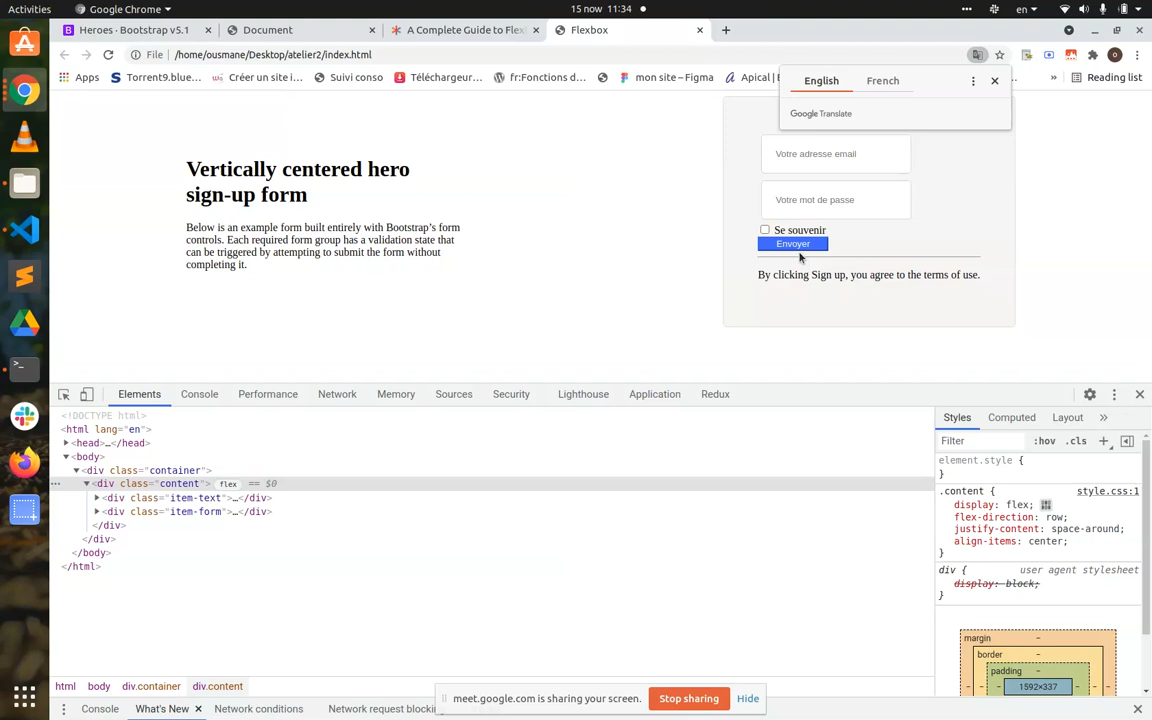 Activities
Google Chrome
15 now 11:34
en
Heroes · Bootstrap v5.1
Document
A Complete Guide to Flex
Flexbox
File
/home/ousmane/Desktop/atelier2/index.html
Apps
Torrent9.blue...
Créer un site i...
Suivi conso
Téléchargeur...
fr:Fonctions d...
mon site – Figma
Apical | B
»
Reading list
English
French
Google Translate
Vertically centered hero
sign-up form
Below is an example form built entirely with Bootstrap's form
controls. Each required form group has a validation state that
can be triggered by attempting to submit the form without
completing it.
Votre adresse email
Votre mot de passe
Se souvenir
Envoyer
By clicking Sign up, you agree to the terms of use.
Elements
Console
Performance
Network
Memory
Sources
Security
Lighthouse
Application
Redux
<!DOCTYPE html>
<html lang="en">
<head>…</head>
<body>
<div class="container">
<div class="content"> flex == $0
<div class="item-text">…</div>
<div class="item-form">…</div>
</div>
</div>
</body>
</html>
Styles
Computed
Layout
»
Filter
:hov .cls +
element.style {
}
.content { style.css:1
display: flex;
flex-direction: row;
justify-content: space-around;
align-items: center;
}
div { user agent stylesheet
display: block;
}
margin –
border –
padding –
– – – 1592×337 – – –
html body div.container div.content
meet.google.com is sharing your screen.
Stop sharing
Hide
Console
What's New
Network conditions
Network request blockin